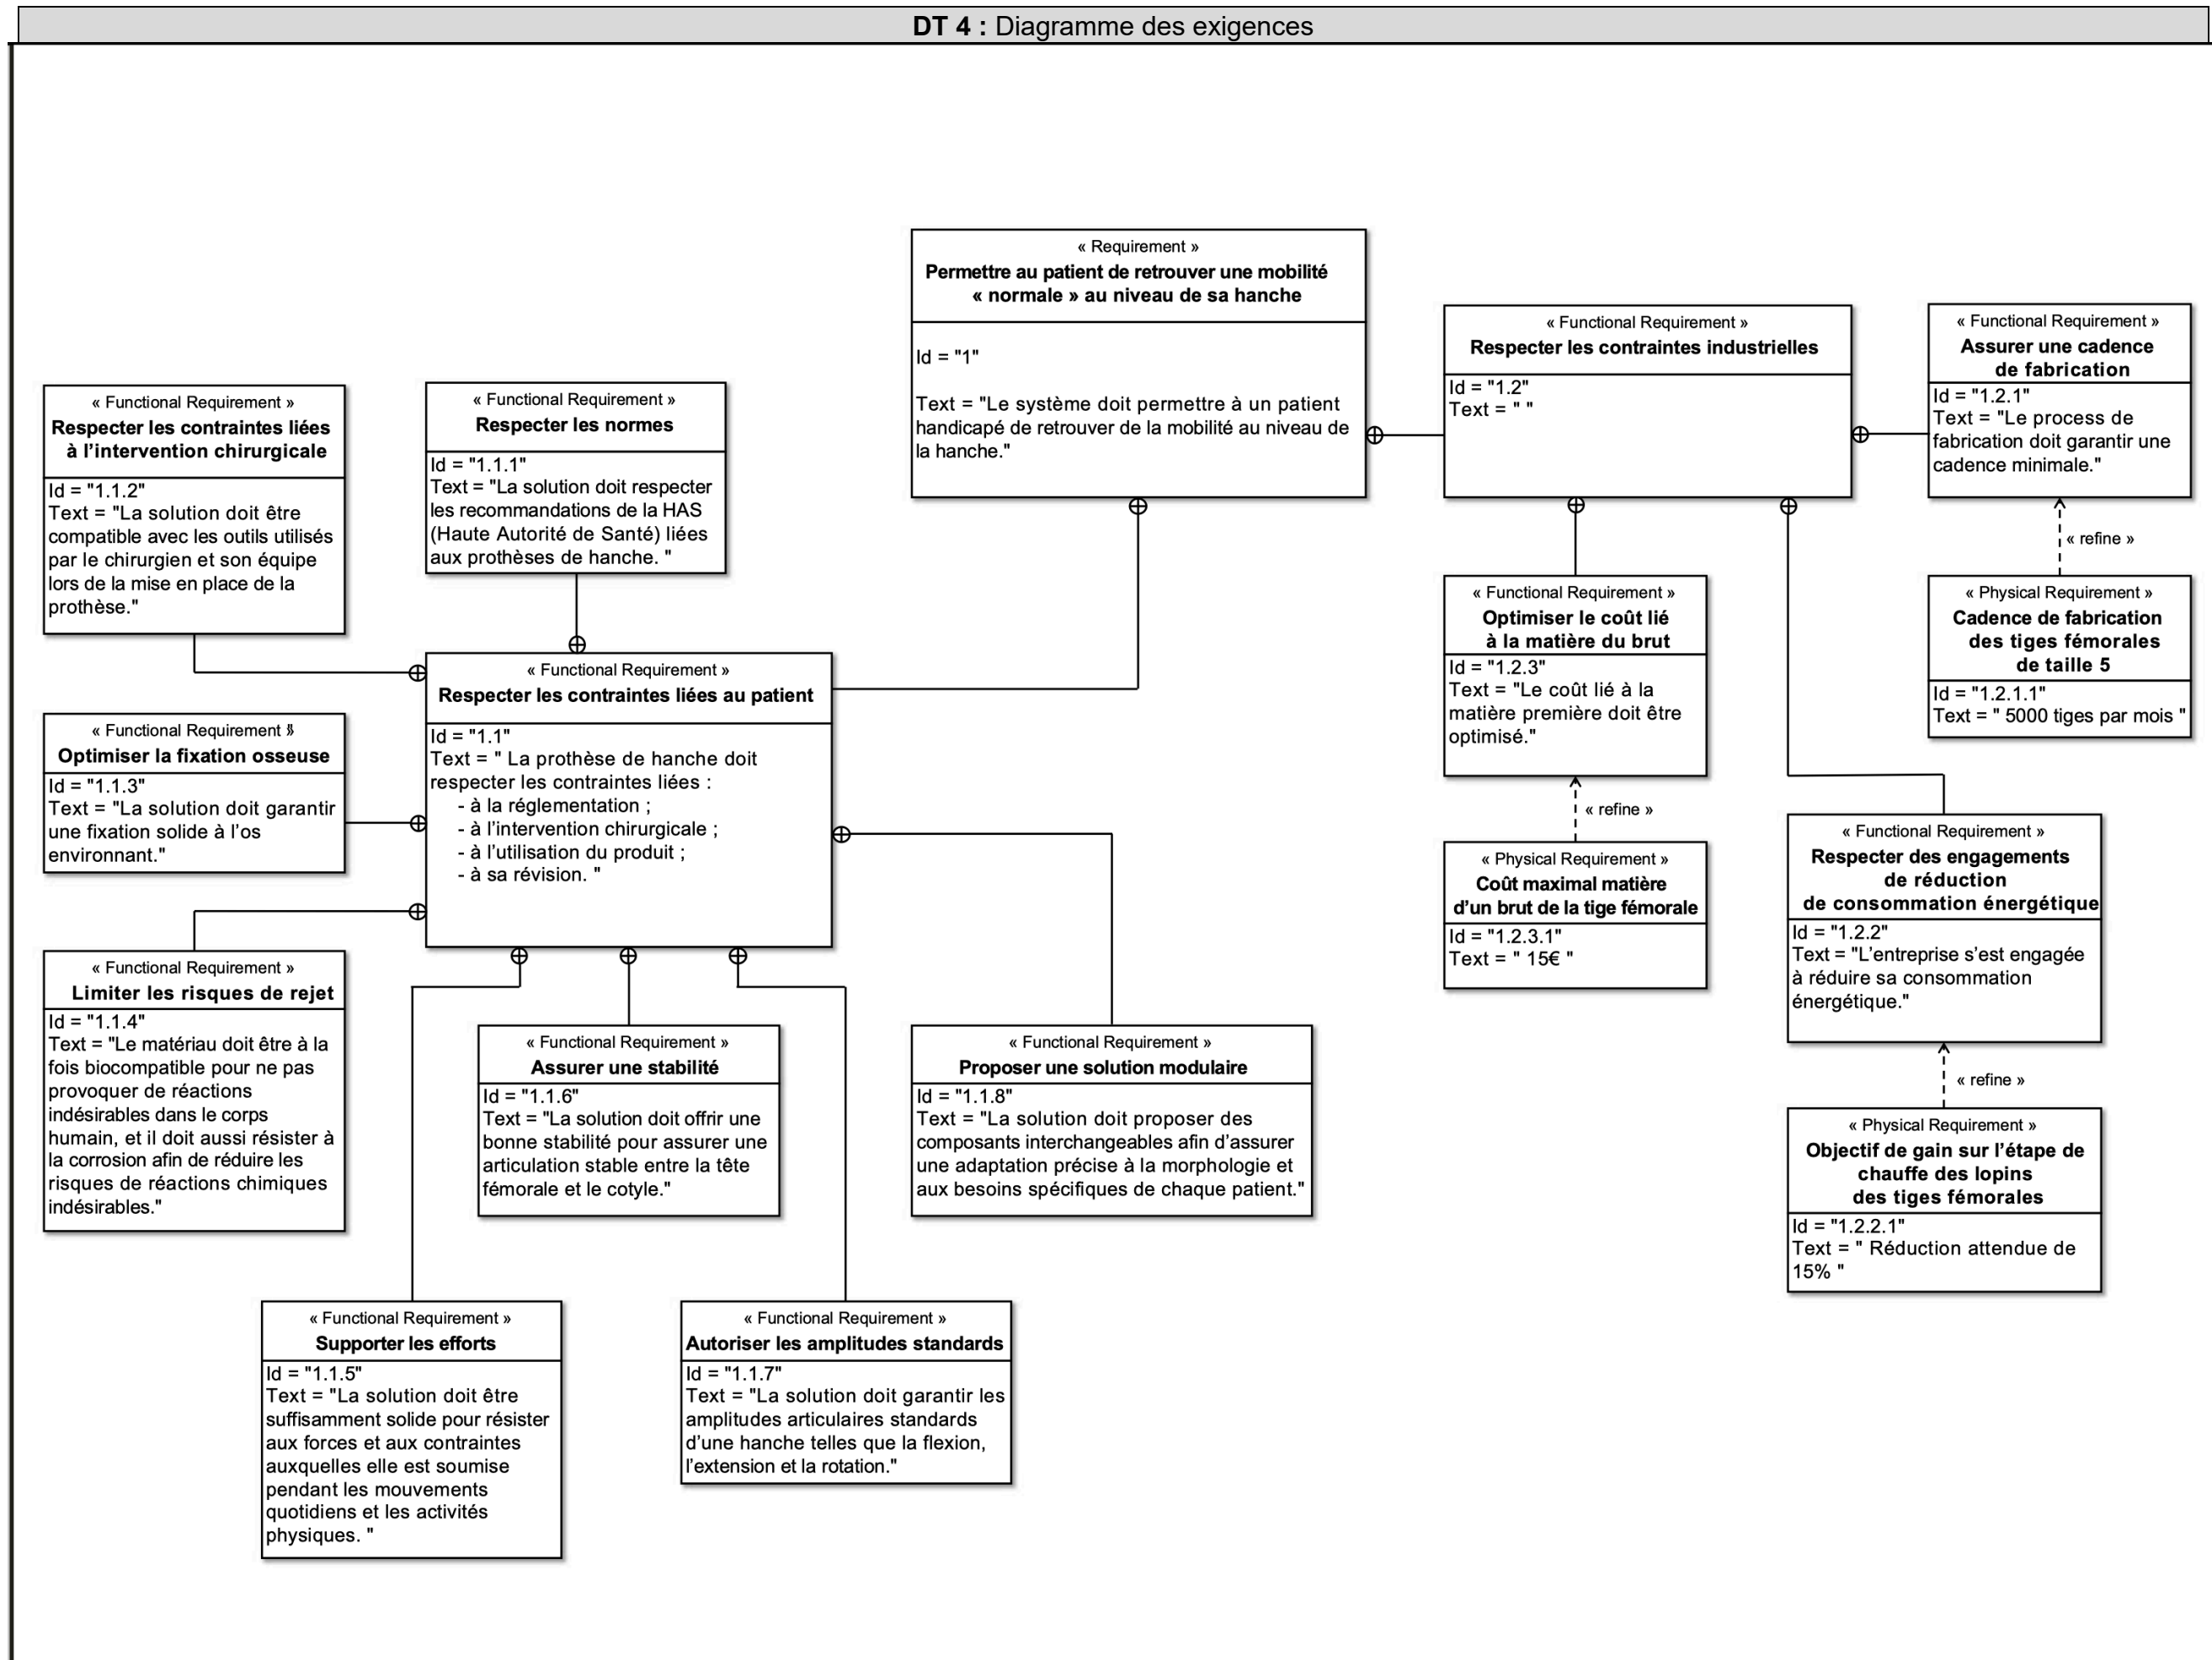 DT 4 : Diagramme des exigences
« Requirement »
Permettre au patient de retrouver une mobilité
« normale » au niveau de sa hanche
Id = "1"
Text = "Le système doit permettre à un patient
handicapé de retrouver de la mobilité au niveau de
la hanche."
« Functional Requirement »
Respecter les contraintes industrielles
Id = "1.2"
Text = " "
« Functional Requirement »
Assurer une cadence
de fabrication
Id = "1.2.1"
Text = "Le process de
fabrication doit garantir une
cadence minimale."
« Functional Requirement »
Respecter les contraintes liées
à l’intervention chirurgicale
Id = "1.1.2"
Text = "La solution doit être
compatible avec les outils utilisés
par le chirurgien et son équipe
lors de la mise en place de la
prothèse."
« Functional Requirement »
Respecter les normes
Id = "1.1.1"
Text = "La solution doit respecter
les recommandations de la HAS
(Haute Autorité de Santé) liées
aux prothèses de hanche. "
« refine »
« Functional Requirement »
Optimiser le coût lié
à la matière du brut
Id = "1.2.3"
Text = "Le coût lié à la
matière première doit être
optimisé."
« Physical Requirement »
Cadence de fabrication
des tiges fémorales
de taille 5
Id = "1.2.1.1"
Text = " 5000 tiges par mois "
« Functional Requirement »
Respecter les contraintes liées au patient
Id = "1.1"
Text = " La prothèse de hanche doit
respecter les contraintes liées :
- à la réglementation ;
- à l’intervention chirurgicale ;
- à l’utilisation du produit ;
- à sa révision. "
« Functional Requirement »
Optimiser la fixation osseuse
Id = "1.1.3"
Text = "La solution doit garantir
une fixation solide à l’os
environnant."
« refine »
« Physical Requirement »
Coût maximal matière
d’un brut de la tige fémorale
Id = "1.2.3.1"
Text = " 15€ "
« Functional Requirement »
Respecter des engagements
de réduction
de consommation énergétique
Id = "1.2.2"
Text = "L’entreprise s’est engagée
à réduire sa consommation
énergétique."
« Functional Requirement »
Limiter les risques de rejet
Id = "1.1.4"
Text = "Le matériau doit être à la
fois biocompatible pour ne pas
provoquer de réactions
indésirables dans le corps
humain, et il doit aussi résister à
la corrosion afin de réduire les
risques de réactions chimiques
indésirables."
« Functional Requirement »
Assurer une stabilité
Id = "1.1.6"
Text = "La solution doit offrir une
bonne stabilité pour assurer une
articulation stable entre la tête
fémorale et le cotyle."
« Functional Requirement »
Proposer une solution modulaire
Id = "1.1.8"
Text = "La solution doit proposer des
composants interchangeables afin d’assurer
une adaptation précise à la morphologie et
aux besoins spécifiques de chaque patient."
« refine »
« Physical Requirement »
Objectif de gain sur l’étape de
chauffe des lopins
des tiges fémorales
Id = "1.2.2.1"
Text = " Réduction attendue de
15% "
« Functional Requirement »
Supporter les efforts
Id = "1.1.5"
Text = "La solution doit être
suffisamment solide pour résister
aux forces et aux contraintes
auxquelles elle est soumise
pendant les mouvements
quotidiens et les activités
physiques. "
« Functional Requirement »
Autoriser les amplitudes standards
Id = "1.1.7"
Text = "La solution doit garantir les
amplitudes articulaires standards
d’une hanche telles que la flexion,
l’extension et la rotation."